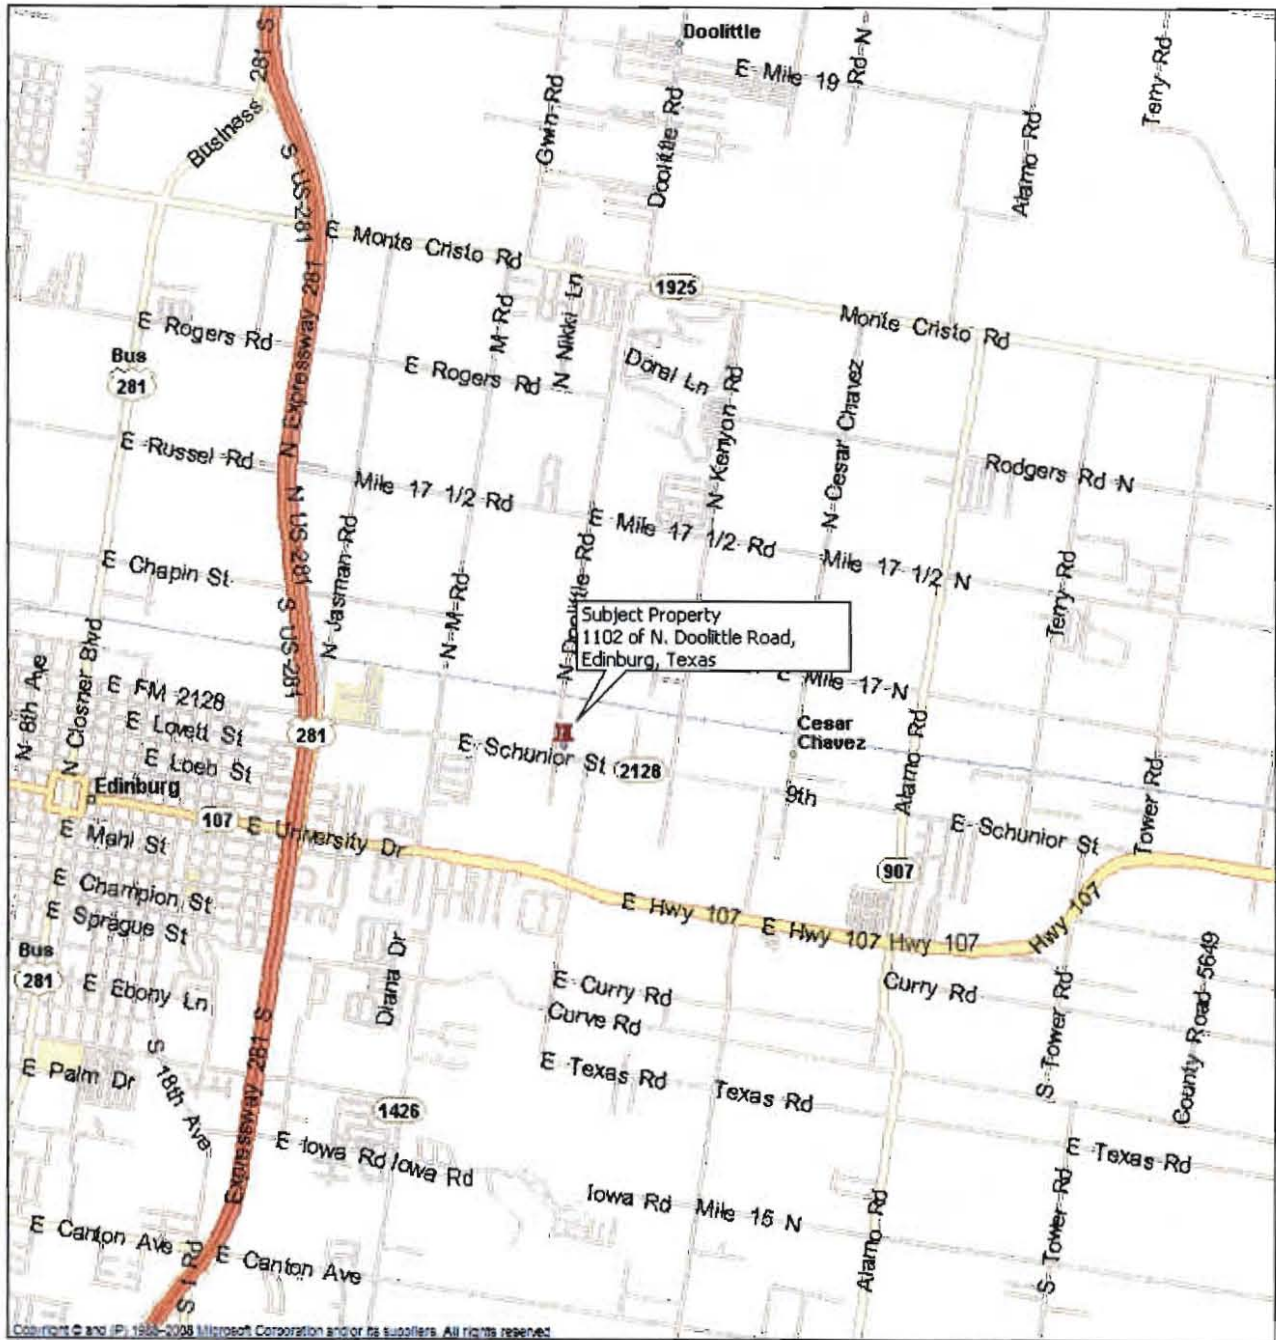 Doolittle
E Mile 19
Rd N
Terry Rd
281 S
Business
Gwin Rd
Doolittle Rd
Alamo Rd
S US-281
E Monte Cristo Rd
1925
Monte Cristo Rd
N Expressway 281
E Rogers Rd
Bus
281
M Rd
N Nikki Ln
E Rogers Rd
Doral Ln
N Kenyon Rd
N Cesar Chavez
E Russel Rd
Mile 17 1/2 Rd
Rodgers Rd N
N US-281
E Mile 17 1/2 Rd
Mile 17 1/2 N
E Chapin St
N Jasman Rd
N M Rd
N Doolittle Rd
Terry Rd
S US-281
Subject Property
1102 of N. Doolittle Road,
Edinburg, Texas
E Mile 17 N
N 8th Ave
N Closner Blvd
E FM 2128
E Lovett St
E Loeb St
281
E Schunior St
2128
Cesar
Chavez
9th
Alamo Rd
Tower Rd
Edinburg
107
E University Dr
E Schunior St
E Mahl St
907
E Champion St
E Sprague St
E Hwy 107
E Hwy 107
Hwy 107
Hwy 107
Bus
281
E Ebony Ln
Diana Dr
E Curry Rd
Curry Rd
Curve Rd
County Road 5649
S Tower Rd
S 18th Ave
E Palm Dr
E Texas Rd
Texas Rd
1426
Expressway 281 S
E Iowa Rd
Iowa Rd
E Texas Rd
Iowa Rd
Mile 15 N
Alamo Rd
S Tower Rd
E Canton Ave
S I Rd
E Canton Ave
Copyright © and (P) 1988–2008 Microsoft Corporation and/or its suppliers. All rights reserved